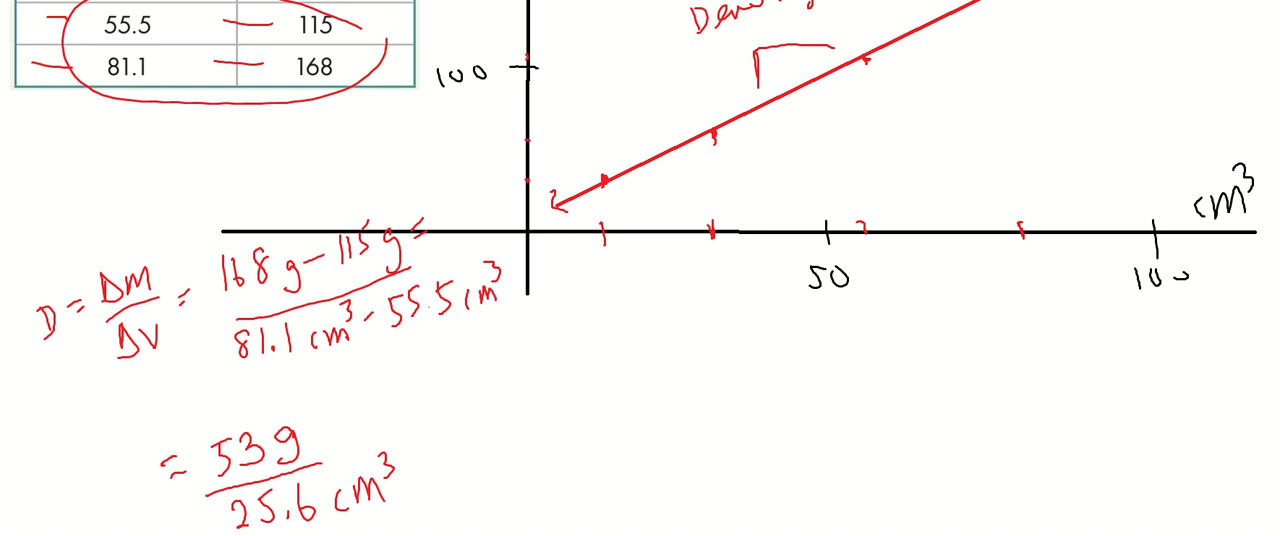 55.5 — 115
81.1 — 168
100
cm³
50
100
D = ΔM/ΔV = 168 g - 115 g / 81.1 cm³ - 55.5 cm³ =
= 53 g / 25.6 cm³